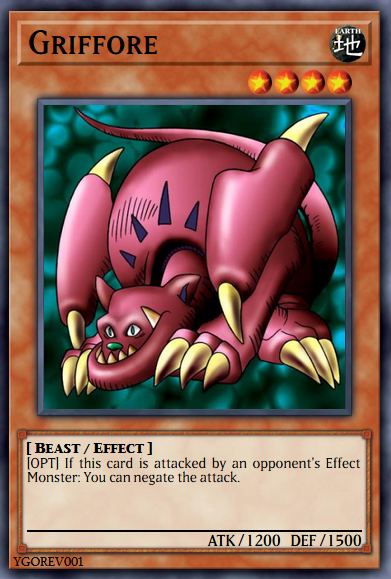 GRIFFORE
EARTH
地
[ BEAST / EFFECT ]
[OPT] If this card is attacked by an opponent's Effect
Monster: You can negate the attack.
ATK / 1200 DEF / 1500
YGOREV001